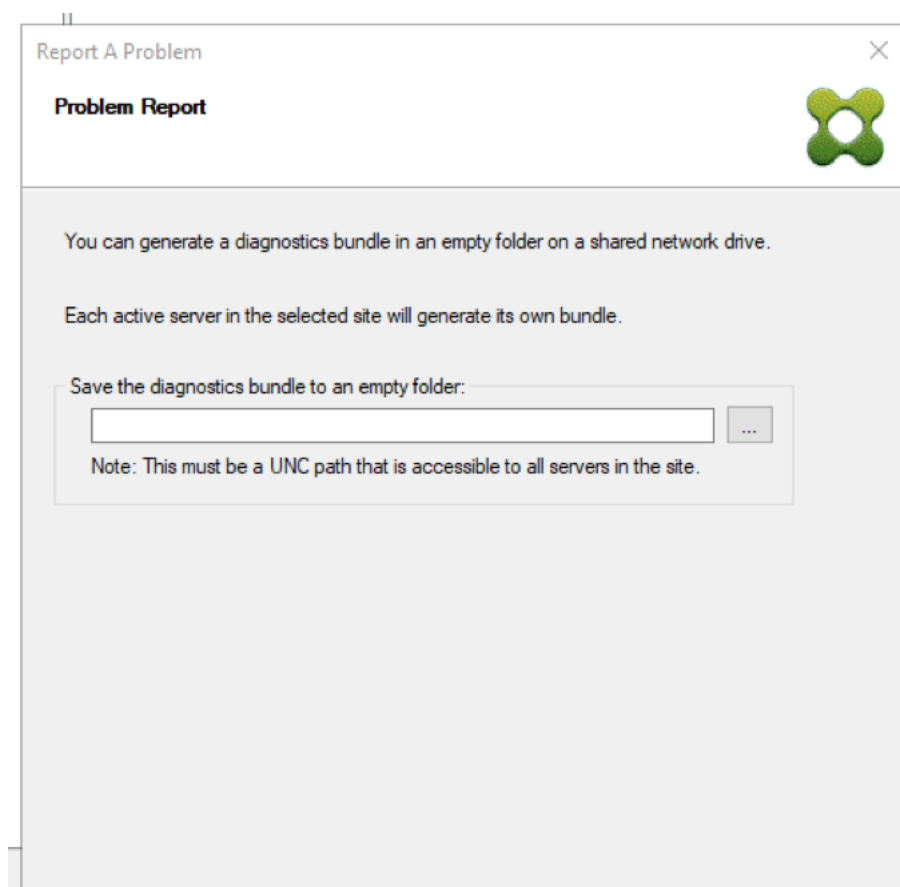 Report A Problem
Problem Report
You can generate a diagnostics bundle in an empty folder on a shared network drive.
Each active server in the selected site will generate its own bundle.
Save the diagnostics bundle to an empty folder:
...
Note: This must be a UNC path that is accessible to all servers in the site.